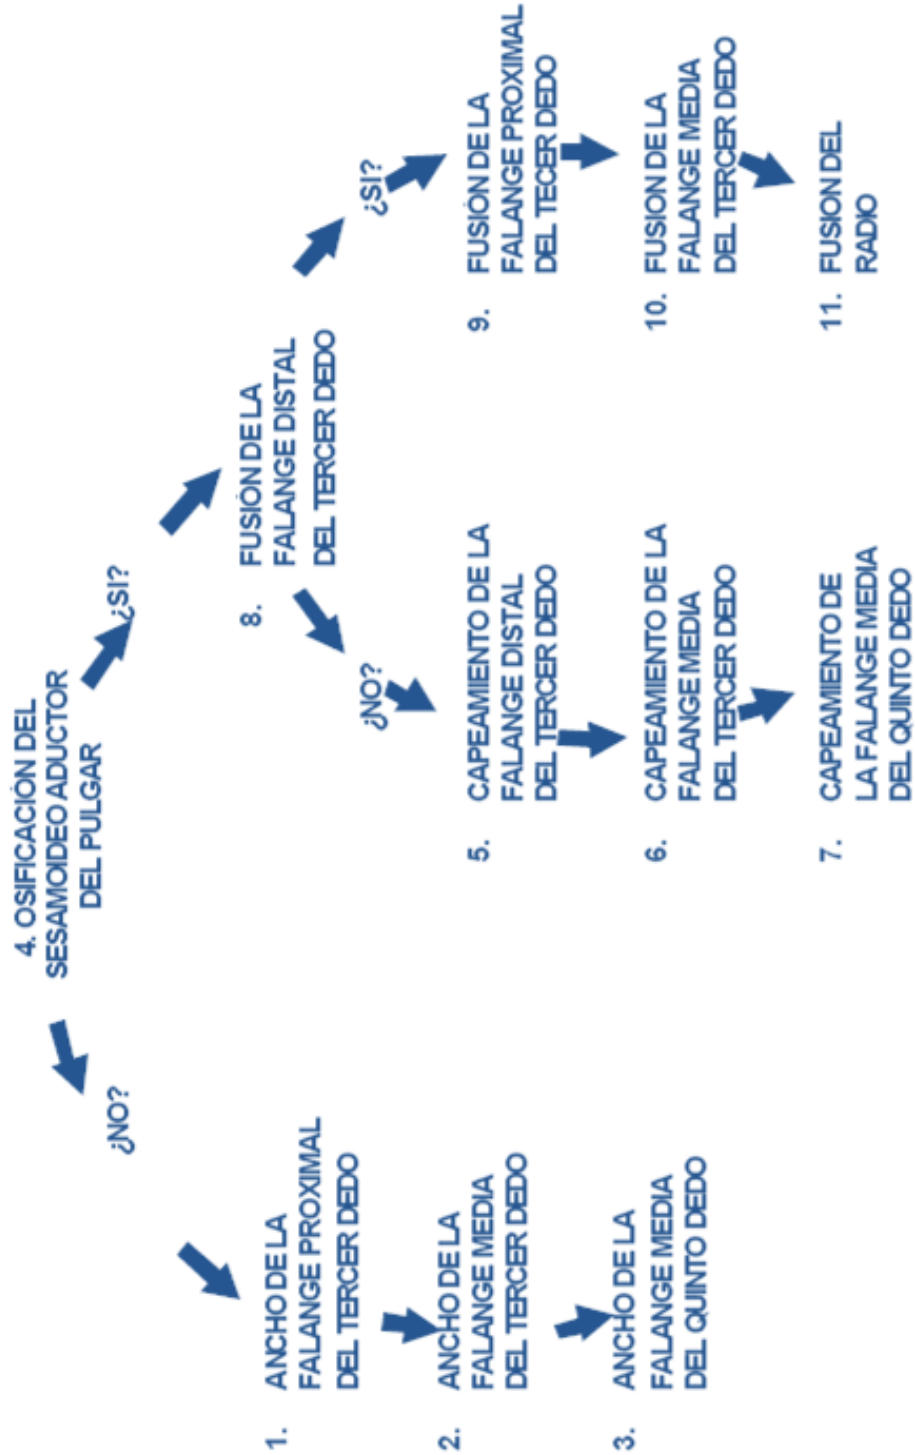 4. OSIFICACIÓN DEL
SESAMOIDEO ADUCTOR
DEL PULGAR
¿NO?
¿SI?
1. ANCHO DE LA
FALANGE PROXIMAL
DEL TERCER DEDO
2. ANCHO DE LA
FALANGE MEDIA
DEL TERCER DEDO
3. ANCHO DE LA
FALANGE MEDIA
DEL QUINTO DEDO
8. FUSIÓN DE LA
FALANGE DISTAL
DEL TERCER DEDO
¿NO?
¿SI?
5. CAPEAMIENTO DE LA
FALANGE DISTAL
DEL TERCER DEDO
6. CAPEAMIENTO DE LA
FALANGE MEDIA
DEL TERCER DEDO
7. CAPEAMIENTO DE
LA FALANGE MEDIA
DEL QUINTO DEDO
9. FUSIÓN DE LA
FALANGE PROXIMAL
DEL TECER DEDO
10. FUSION DE LA
FALANGE MEDIA
DEL TERCER DEDO
11. FUSION DEL
RADIO